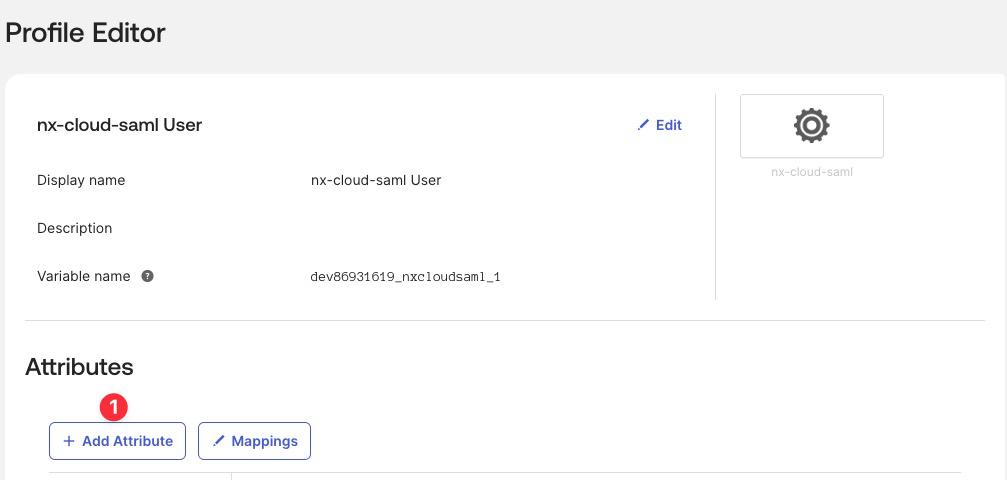 Profile Editor
nx-cloud-saml User
Edit
nx-cloud-saml
Display name nx-cloud-saml User
Description
Variable name ? dev86931619_nxcloudsaml_1
Attributes
1
+ Add Attribute Mappings